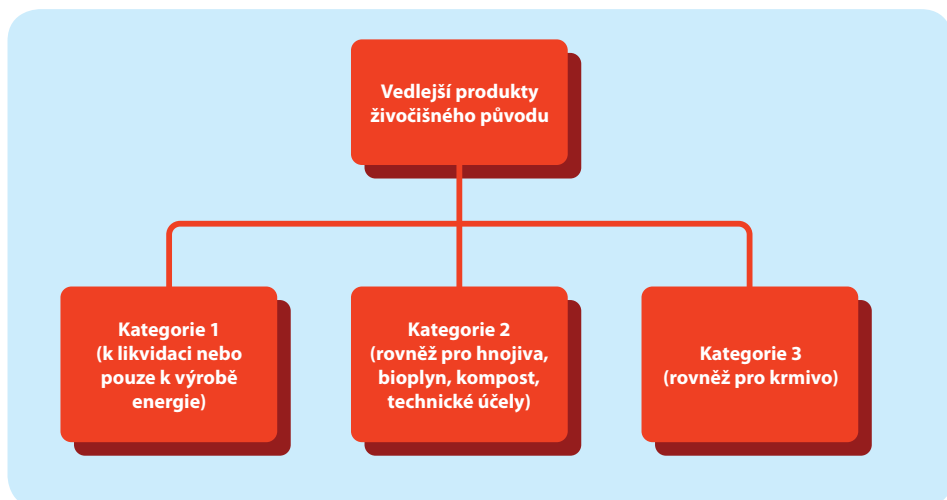 Vedlejší produkty
živočišného původu
Kategorie 1
(k likvidaci nebo
pouze k výrobě
energie)
Kategorie 2
(rovněž pro hnojiva,
bioplyn, kompost,
technické účely)
Kategorie 3
(rovněž pro krmivo)